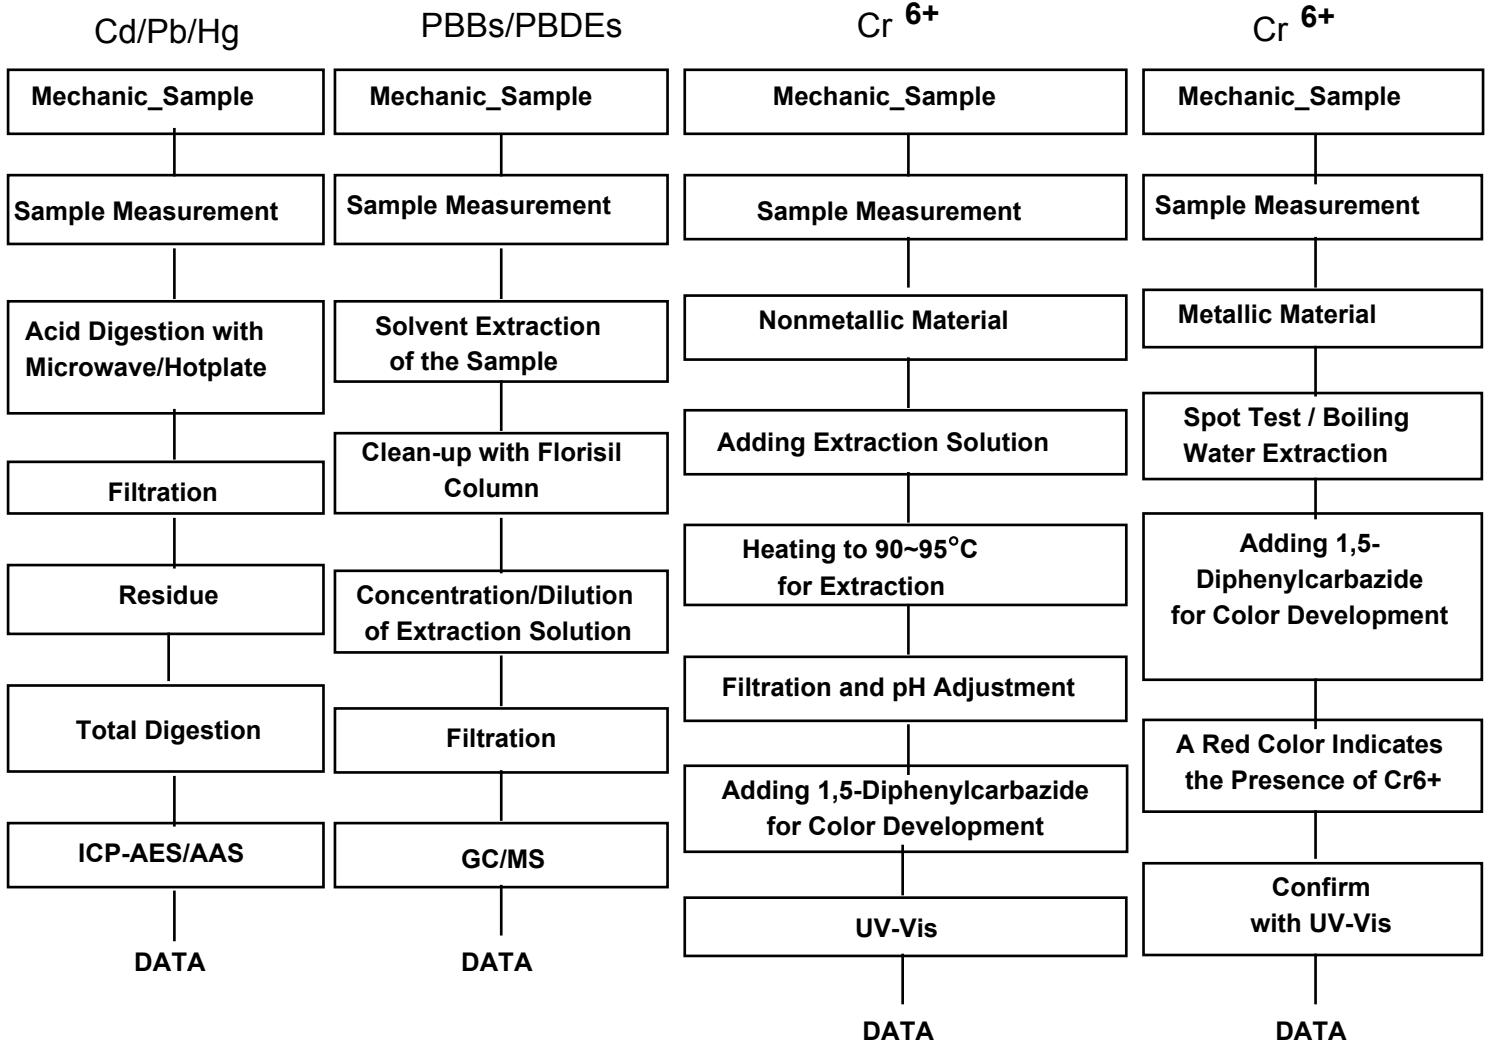 Cd/Pb/Hg
Mechanic_Sample
Sample Measurement
Acid Digestion with
Microwave/Hotplate
Filtration
Residue
Total Digestion
ICP-AES/AAS
DATA
PBBs/PBDEs
Mechanic_Sample
Sample Measurement
Solvent Extraction
of the Sample
Clean-up with Florisil
Column
Concentration/Dilution
of Extraction Solution
Filtration
GC/MS
DATA
Cr 6+
Mechanic_Sample
Sample Measurement
Nonmetallic Material
Adding Extraction Solution
Heating to 90~95°C
for Extraction
Filtration and pH Adjustment
Adding 1,5-Diphenylcarbazide
for Color Development
UV-Vis
DATA
Cr 6+
Mechanic_Sample
Sample Measurement
Metallic Material
Spot Test / Boiling
Water Extraction
Adding 1,5-
Diphenylcarbazide
for Color Development
A Red Color Indicates
the Presence of Cr6+
Confirm
with UV-Vis
DATA